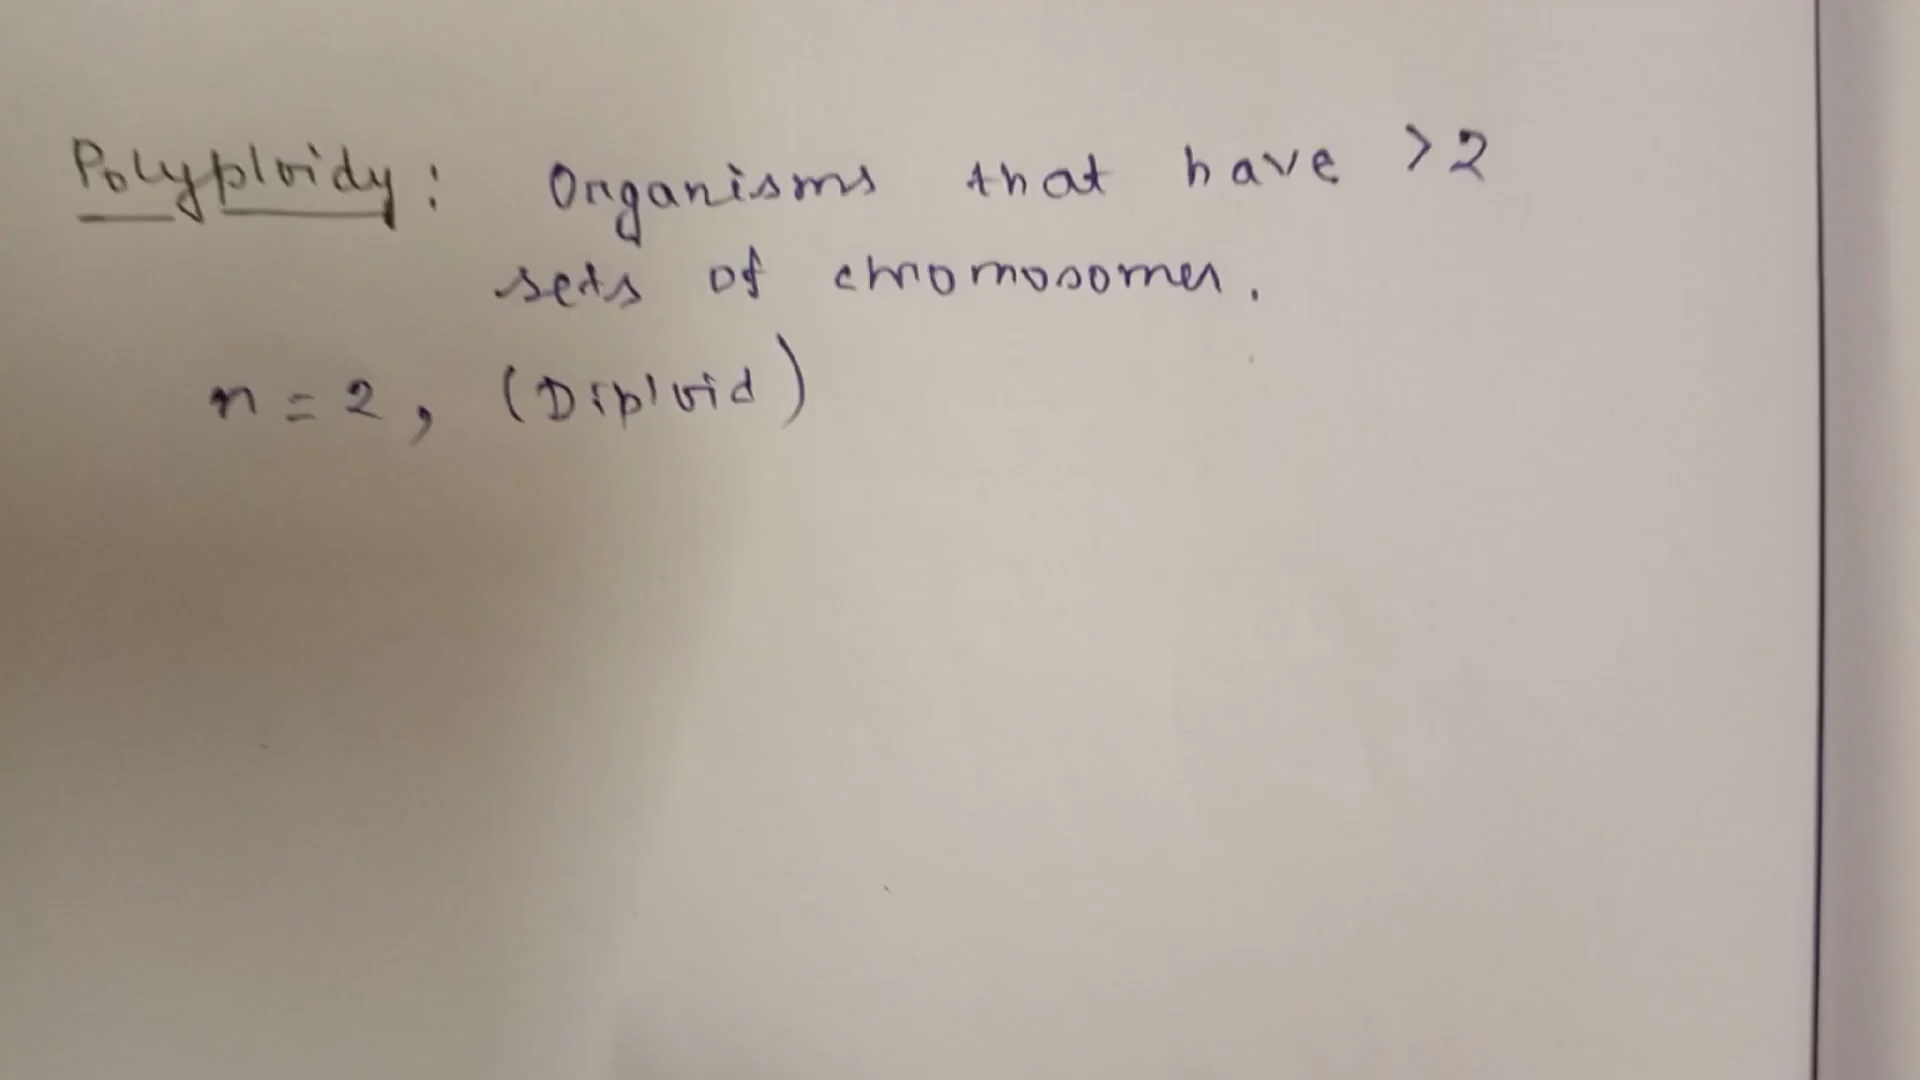 Polyploidy: Organisms that have >2
sets of chromosomes.
n = 2, (Diploid)